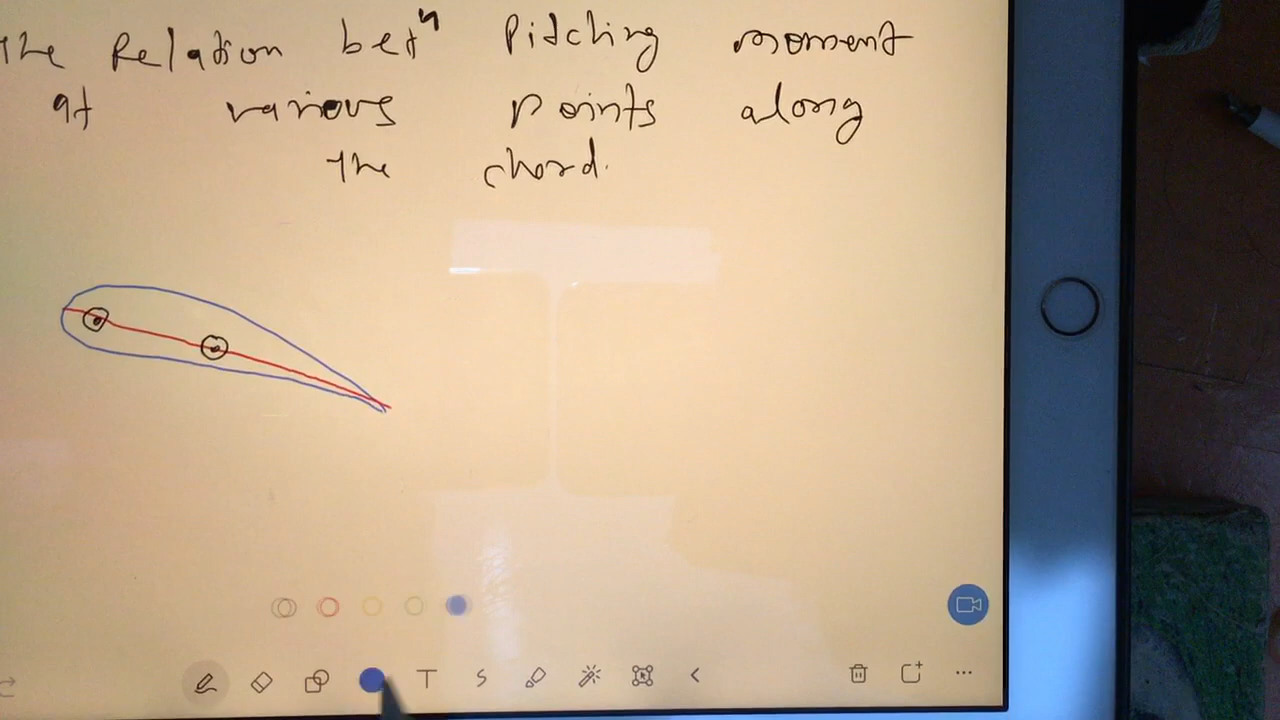 The Relation betⁿ Pitching moment
at various points along
the chord.